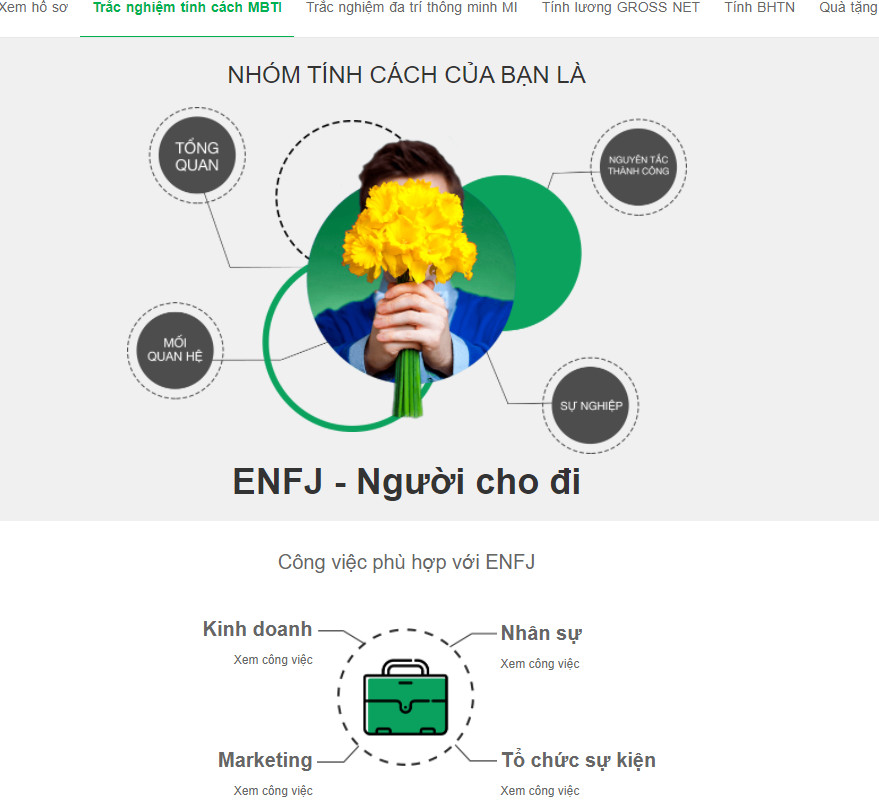 Xem hồ sơ Trắc nghiệm tính cách MBTI Trắc nghiệm đa trí thông minh MI Tính lương GROSS NET Tính BHTN Quà tặng
NHÓM TÍNH CÁCH CỦA BẠN LÀ
TỔNG
QUAN
NGUYÊN TẮC
THÀNH CÔNG
MỐI
QUAN HỆ
SỰ NGHIỆP
ENFJ - Người cho đi
Công việc phù hợp với ENFJ
Kinh doanh
Xem công việc
Nhân sự
Xem công việc
Marketing
Xem công việc
Tổ chức sự kiện
Xem công việc